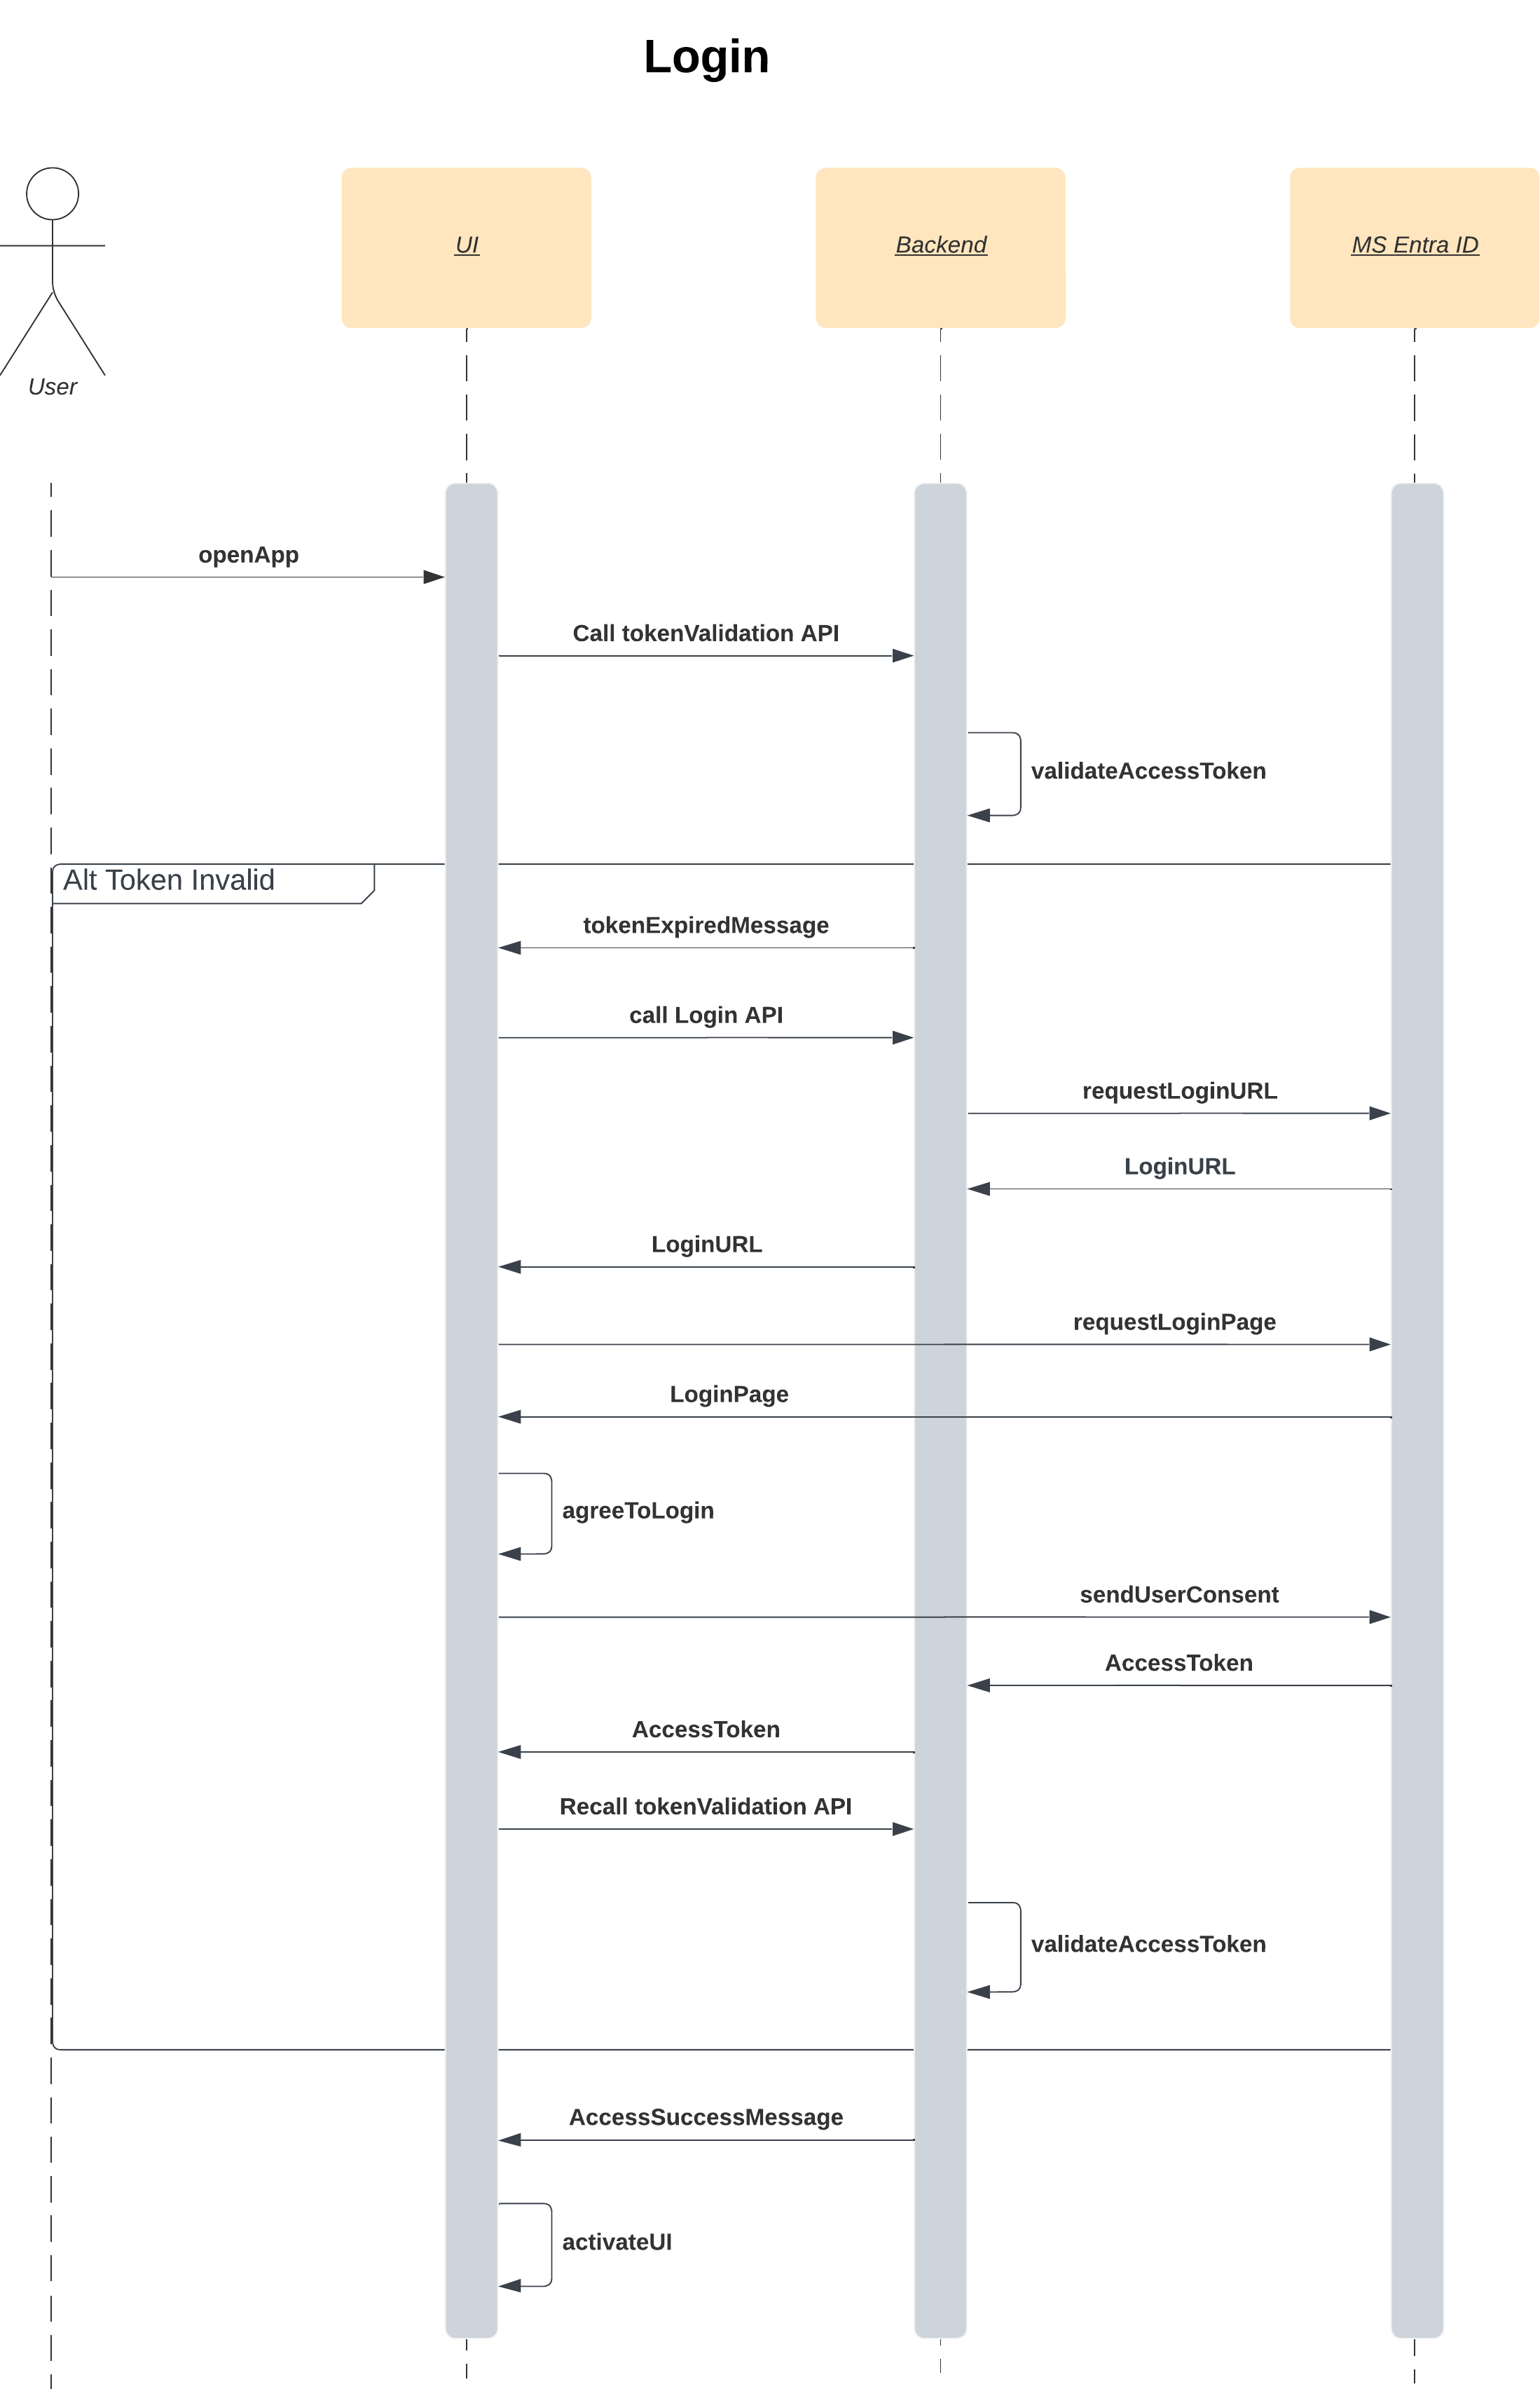 Login
UI
Backend
MS Entra ID
User
openApp
Call tokenValidation API
validateAccessToken
Alt Token Invalid
tokenExpiredMessage
call Login API
requestLoginURL
LoginURL
LoginURL
requestLoginPage
LoginPage
agreeToLogin
sendUserConsent
AccessToken
AccessToken
Recall tokenValidation API
validateAccessToken
AccessSuccessMessage
activateUI